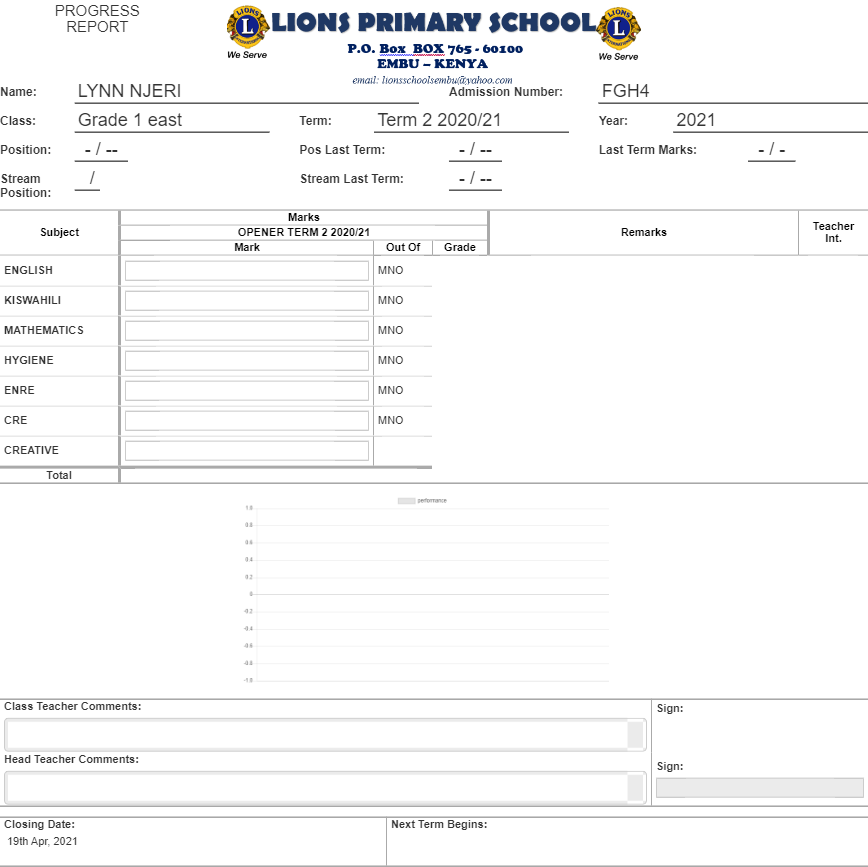 PROGRESS
REPORT
LIONS PRIMARY SCHOOL
We Serve
We Serve
P.O. Box BOX 765 - 60100
EMBU – KENYA
email: lionsschoolsembu@yahoo.com
Name: LYNN NJERI Admission Number: FGH4
Class: Grade 1 east Term: Term 2 2020/21 Year: 2021
Position: - / -- Pos Last Term: - / -- Last Term Marks: - / -
Stream Position: / Stream Last Term: - / --
Subject Marks Remarks Teacher Int.
OPENER TERM 2 2020/21
Mark Out Of Grade
ENGLISH MNO
KISWAHILI MNO
MATHEMATICS MNO
HYGIENE MNO
ENRE MNO
CRE MNO
CREATIVE
Total
performance
1.0
0.8
0.6
0.4
0.2
0
-0.2
-0.4
-0.6
-0.8
-1.0
Class Teacher Comments: Sign:
Head Teacher Comments: Sign:
Closing Date: Next Term Begins:
19th Apr, 2021